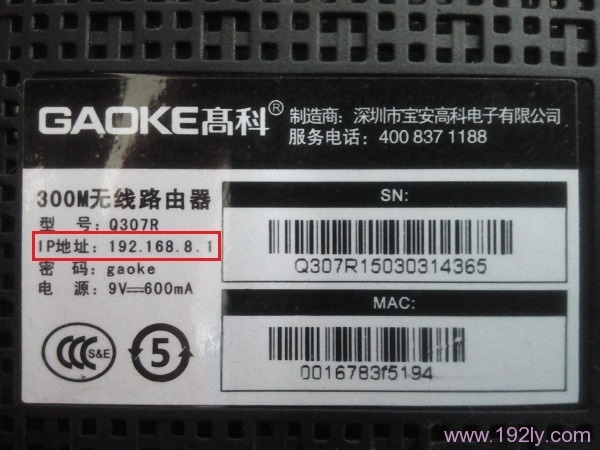 GAOKE高科®
制造商：深圳市宝安高科电子有限公司
服务电话：400 837 1188
300M无线路由器
型 号：Q307R
IP地址：192.168.8.1
密 码：gaoke
电 源：9V⎓600mA
CCC S&E
5
SN:
Q307R15030314365
MAC:
0016783f5194
www.192ly.com